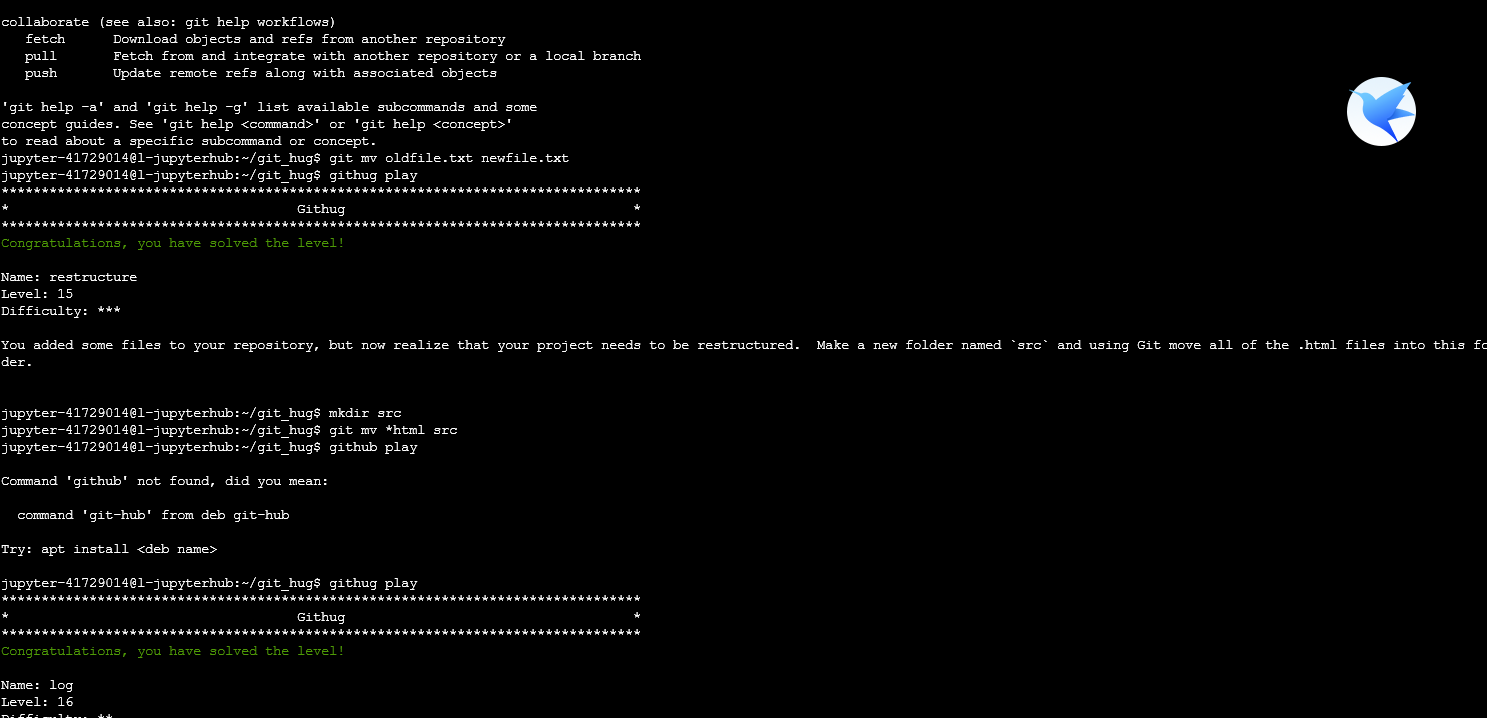 collaborate (see also: git help workflows)
   fetch      Download objects and refs from another repository
   pull       Fetch from and integrate with another repository or a local branch
   push       Update remote refs along with associated objects

'git help -a' and 'git help -g' list available subcommands and some
concept guides. See 'git help <command>' or 'git help <concept>'
to read about a specific subcommand or concept.
jupyter-41729014@l-jupyterhub:~/git_hug$ git mv oldfile.txt newfile.txt
jupyter-41729014@l-jupyterhub:~/git_hug$ githug play
********************************************************************************
*                                    Githug                                    *
********************************************************************************
Congratulations, you have solved the level!

Name: restructure
Level: 15
Difficulty: ***

You added some files to your repository, but now realize that your project needs to be restructured.  Make a new folder named `src` and using Git move all of the .html files into this fo
der.

jupyter-41729014@l-jupyterhub:~/git_hug$ mkdir src
jupyter-41729014@l-jupyterhub:~/git_hug$ git mv *html src
jupyter-41729014@l-jupyterhub:~/git_hug$ github play

Command 'github' not found, did you mean:

  command 'git-hub' from deb git-hub

Try: apt install <deb name>

jupyter-41729014@l-jupyterhub:~/git_hug$ githug play
********************************************************************************
*                                    Githug                                    *
********************************************************************************
Congratulations, you have solved the level!

Name: log
Level: 16
Difficulty: **